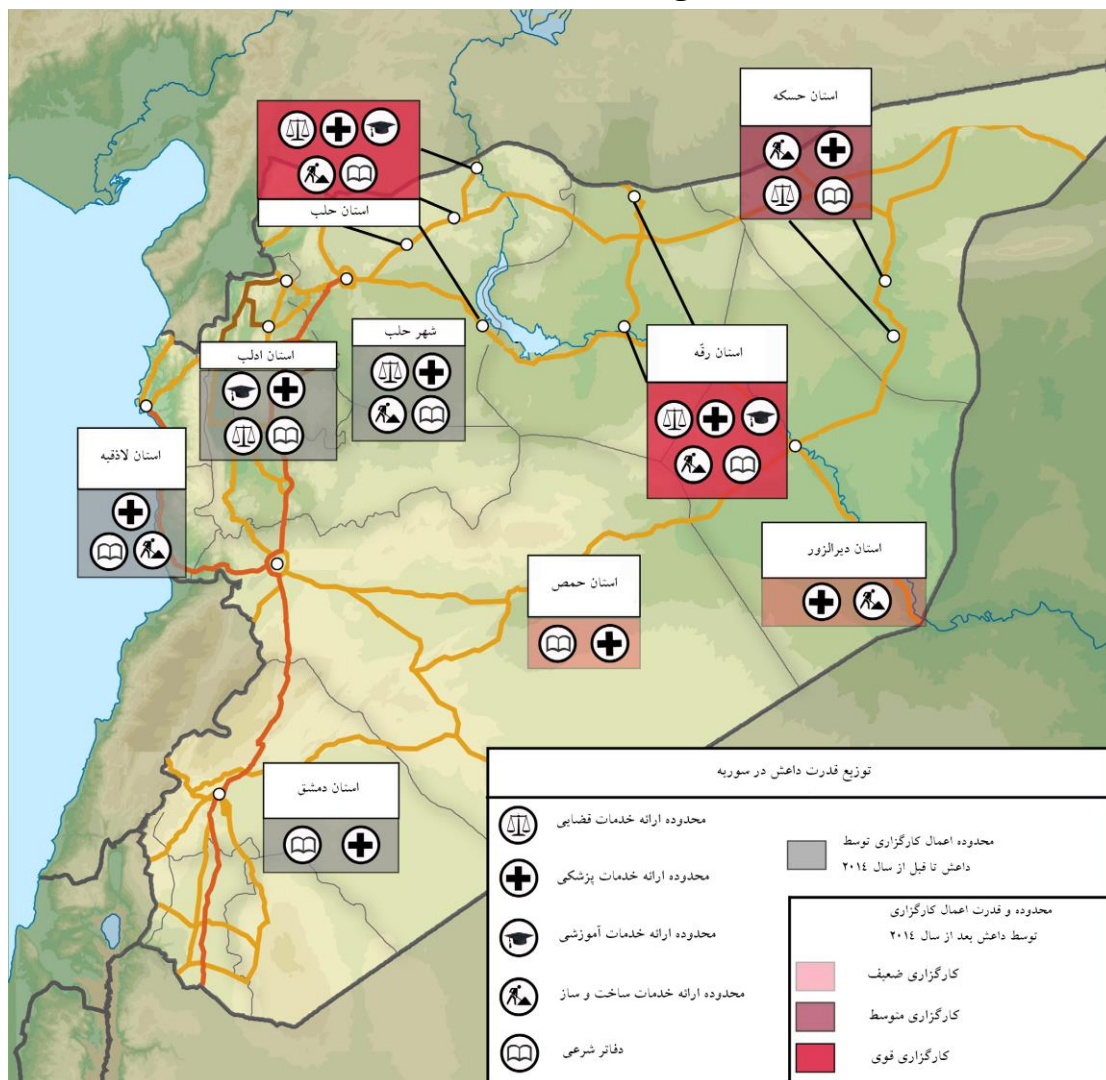 استان حسکه
استان حلب
شهر حلب
استان ادلب
استان رقّه
استان لاذقیه
استان دیرالزور
استان حمص
استان دمشق
توزیع قدرت داعش در سوریه
محدوده ارائه خدمات قضایی
محدوده ارائه خدمات پزشکی
محدوده ارائه خدمات آموزشی
محدوده ارائه خدمات ساخت و ساز
دفاتر شرعی
محدوده اعمال کارگزاری توسط
داعش تا قبل از سال ۲۰۱۴
محدوده و قدرت اعمال کارگزاری
توسط داعش بعد از سال ۲۰۱۴
کارگزاری ضعیف
کارگزاری متوسط
کارگزاری قوی